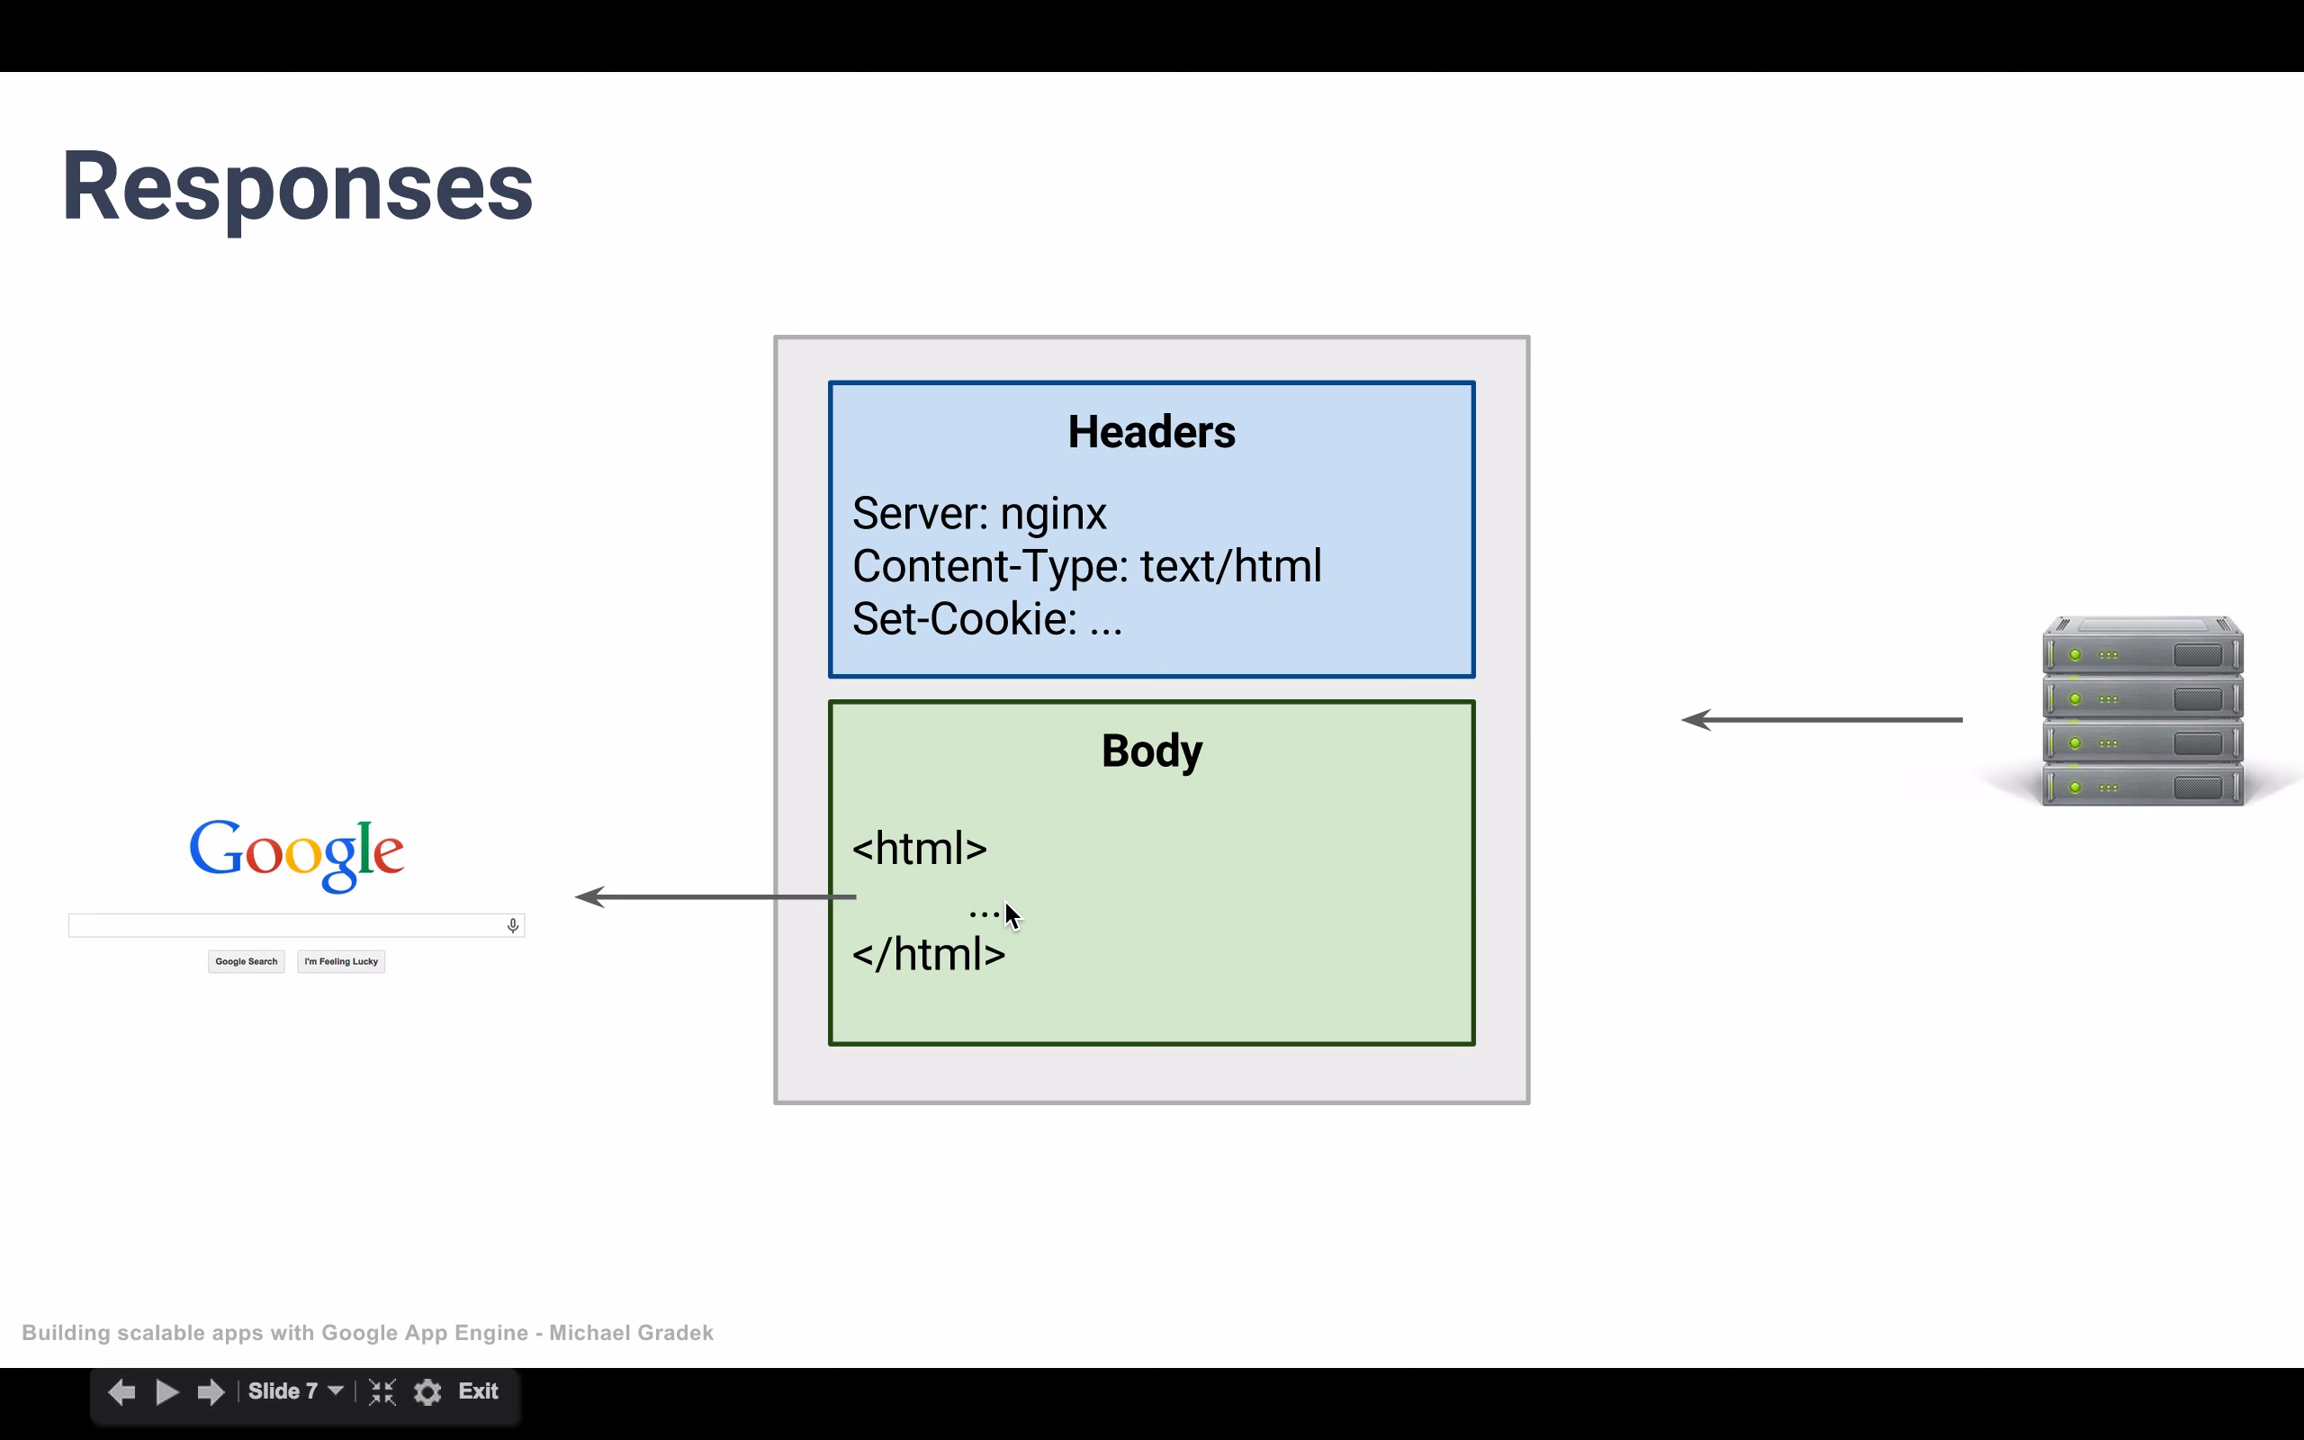 Responses
Headers
Server: nginx
Content-Type: text/html
Set-Cookie: ...
Body
<html>
...
</html>
Google
Google Search
I'm Feeling Lucky
Building scalable apps with Google App Engine - Michael Gradek
Slide 7
Exit